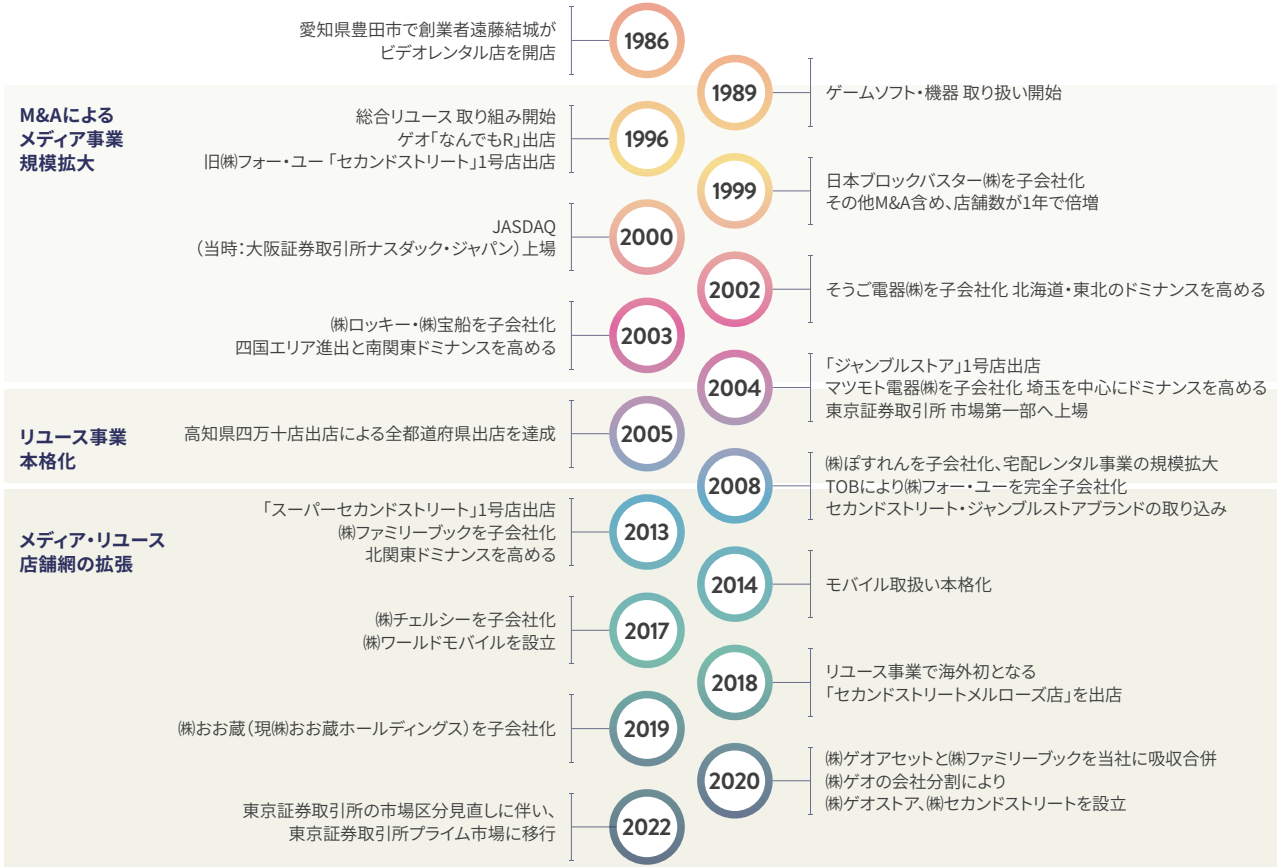 愛知県豊田市で創業者遠藤結城が
ビデオレンタル店を開店
1986
1989
ゲームソフト・機器 取り扱い開始
M&Aによる
メディア事業
規模拡大
総合リユース 取り組み開始
ゲオ「なんでもR」出店
旧㈱フォー・ユー 「セカンドストリート」1号店出店
1996
1999
日本ブロックバスター㈱を子会社化
その他M&A含め、店舗数が1年で倍増
JASDAQ
（当時：大阪証券取引所ナスダック・ジャパン）上場
2000
2002
そうご電器㈱を子会社化 北海道・東北のドミナンスを高める
㈱ロッキー・㈱宝船を子会社化
四国エリア進出と南関東ドミナンスを高める
2003
2004
「ジャンブルストア」1号店出店
マツモト電器㈱を子会社化 埼玉を中心にドミナンスを高める
東京証券取引所 市場第一部へ上場
リユース事業
本格化
高知県四万十店出店による全都道府県出店を達成
2005
2008
㈱ぽすれんを子会社化、宅配レンタル事業の規模拡大
TOBにより㈱フォー・ユーを完全子会社化
セカンドストリート・ジャンブルストアブランドの取り込み
メディア・リユース
店舗網の拡張
「スーパーセカンドストリート」1号店出店
㈱ファミリーブックを子会社化
北関東ドミナンスを高める
2013
2014
モバイル取扱い本格化
㈱チェルシーを子会社化
㈱ワールドモバイルを設立
2017
2018
リユース事業で海外初となる
「セカンドストリートメルローズ店」を出店
㈱おお蔵（現㈱おお蔵ホールディングス）を子会社化
2019
2020
㈱ゲオアセットと㈱ファミリーブックを当社に吸収合併
㈱ゲオの会社分割により
㈱ゲオストア、㈱セカンドストリートを設立
東京証券取引所の市場区分見直しに伴い、
東京証券取引所プライム市場に移行
2022